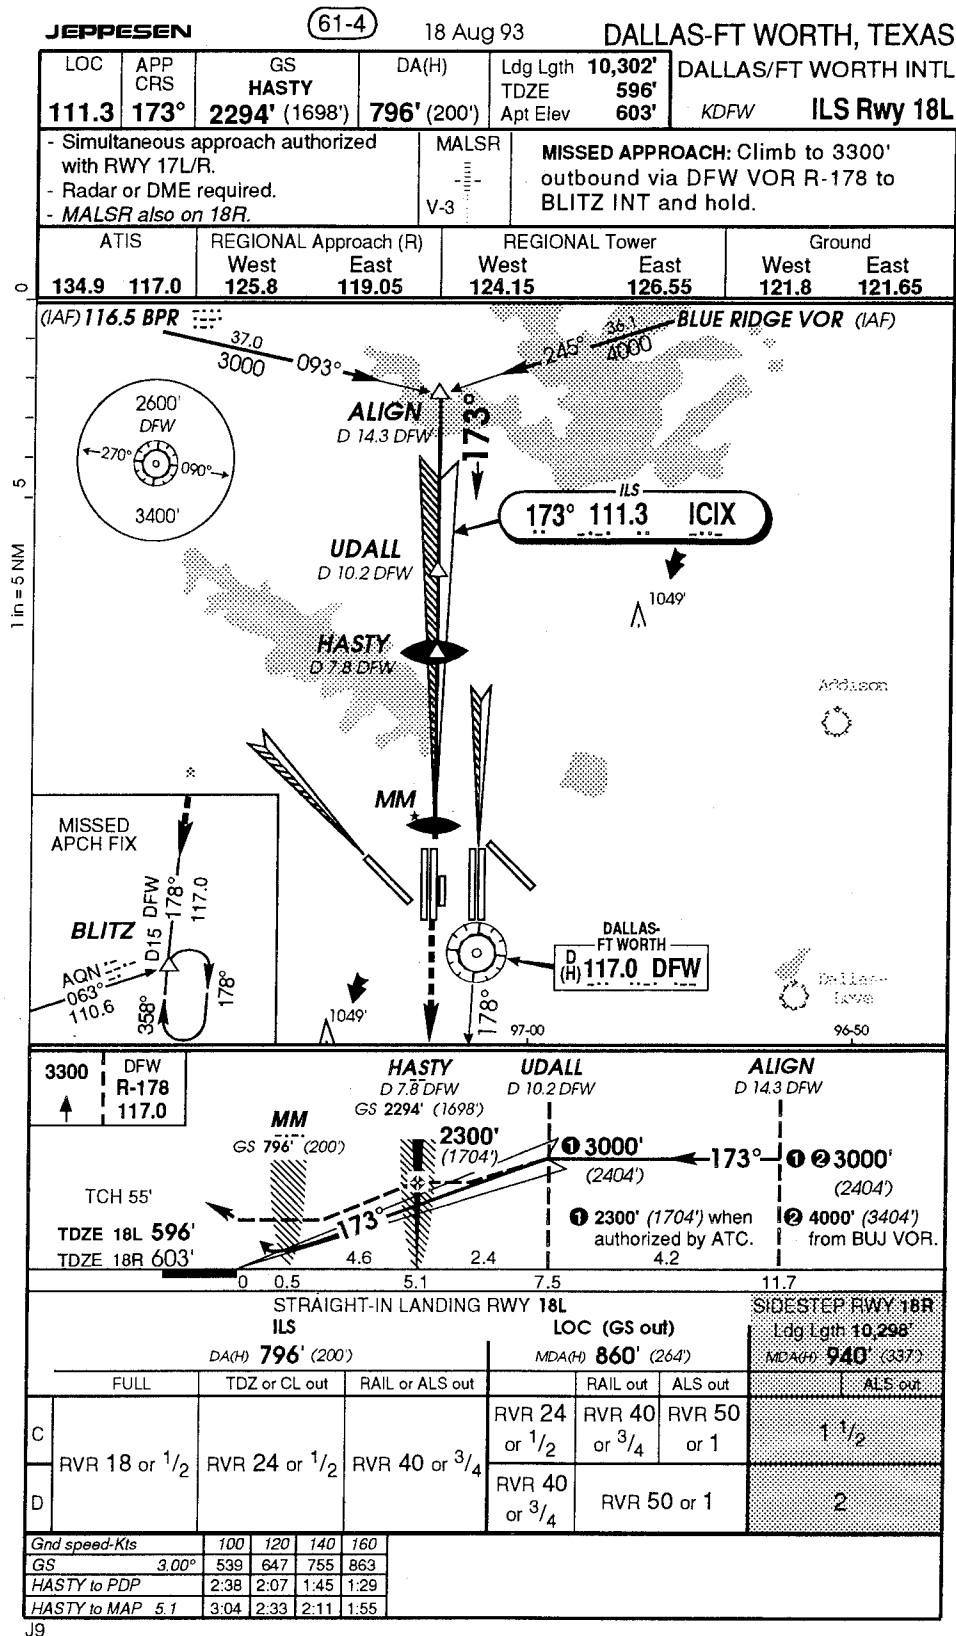 JEPPESEN
61-4
18 Aug 93
DALLAS-FT WORTH, TEXAS
LOC
111.3
APP
CRS
173°
GS
HASTY
2294' (1698')
DA(H)
796' (200')
Ldg Lgth 10,302'
TDZE 596'
Apt Elev 603'
DALLAS/FT WORTH INTL
KDFW ILS Rwy 18L
- Simultaneous approach authorized
with RWY 17L/R.
- Radar or DME required.
- MALSR also on 18R.
MALSR
V-3
MISSED APPROACH: Climb to 3300'
outbound via DFW VOR R-178 to
BLITZ INT and hold.
ATIS
134.9 117.0
REGIONAL Approach (R)
West East
125.8 119.05
REGIONAL Tower
West East
124.15 126.55
Ground
West East
121.8 121.65
0
5
1 in = 5 NM
(IAF) 116.5 BPR
37.0
3000 093°
BLUE RIDGE VOR (IAF)
36.1
245° 4000
ALIGN
D 14.3 DFW
173°
2600'
DFW
270° 090°
3400'
ILS
173° 111.3 ICIX
UDALL
D 10.2 DFW
1049'
HASTY
D 7.8 DFW
Addison
MM
MISSED
APCH FIX
BLITZ
D15 DFW
178°
117.0
AQN
063°
110.6
358°
178°
DALLAS-
FT WORTH
D
(H) 117.0 DFW
178°
1049'
97-00
96-50
Dallas-
Love
3300
DFW
R-178
117.0
HASTY
D 7.8 DFW
GS 2294' (1698')
UDALL
D 10.2 DFW
ALIGN
D 14.3 DFW
MM
GS 796' (200')
2300'
(1704')
1 3000'
(2404')
173°
1 2 3000'
(2404')
TCH 55'
173°
1 2300' (1704') when
authorized by ATC.
2 4000' (3404')
from BUJ VOR.
TDZE 18L 596'
TDZE 18R 603'
4.6 2.4 4.2
0 0.5 5.1 7.5 11.7
STRAIGHT-IN LANDING RWY 18L
ILS
DA(H) 796' (200')
LOC (GS out)
MDA(H) 860' (264')
SIDESTEP RWY 18R
Ldg Lgth 10,298'
MDA(H) 940' (337')
FULL TDZ or CL out RAIL or ALS out RAIL out ALS out ALS out
C
D
RVR 18 or 1/2
RVR 24 or 1/2
RVR 40 or 3/4
RVR 24
or 1/2
RVR 40
or 3/4
RVR 50
or 1
1 1/2
RVR 40
or 3/4
RVR 50 or 1
2
Gnd speed-Kts 100 120 140 160
GS 3.00° 539 647 755 863
HASTY to PDP 2:38 2:07 1:45 1:29
HASTY to MAP 5.1 3:04 2:33 2:11 1:55
J9